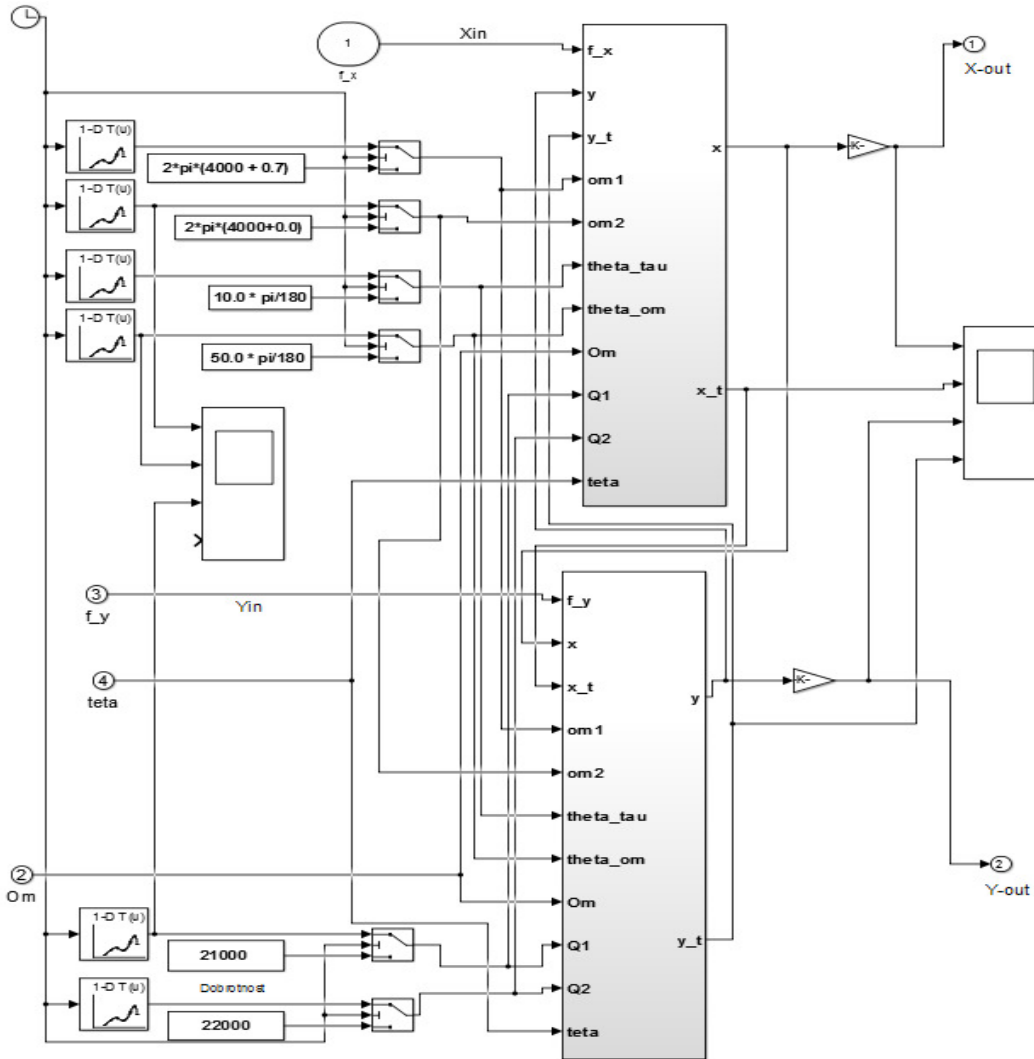 1
f_x
Xin
f_x
y
y_t
om1
om2
theta_tau
theta_om
Om
Q1
Q2
teta
x
x_t
K-
1
X-out
1-D T(u)
2*pi*(4000 + 0.7)
1-D T(u)
2*pi*(4000+0.0)
1-D T(u)
10.0 * pi/180
1-D T(u)
50.0 * pi/180
3
f_y
Yin
4
teta
f_y
x
x_t
om1
om2
theta_tau
theta_om
Om
Q1
Q2
teta
y
y_t
K-
2
Y-out
2
Om
1-D T(u)
21000
Dobrotnost
1-D T(u)
22000